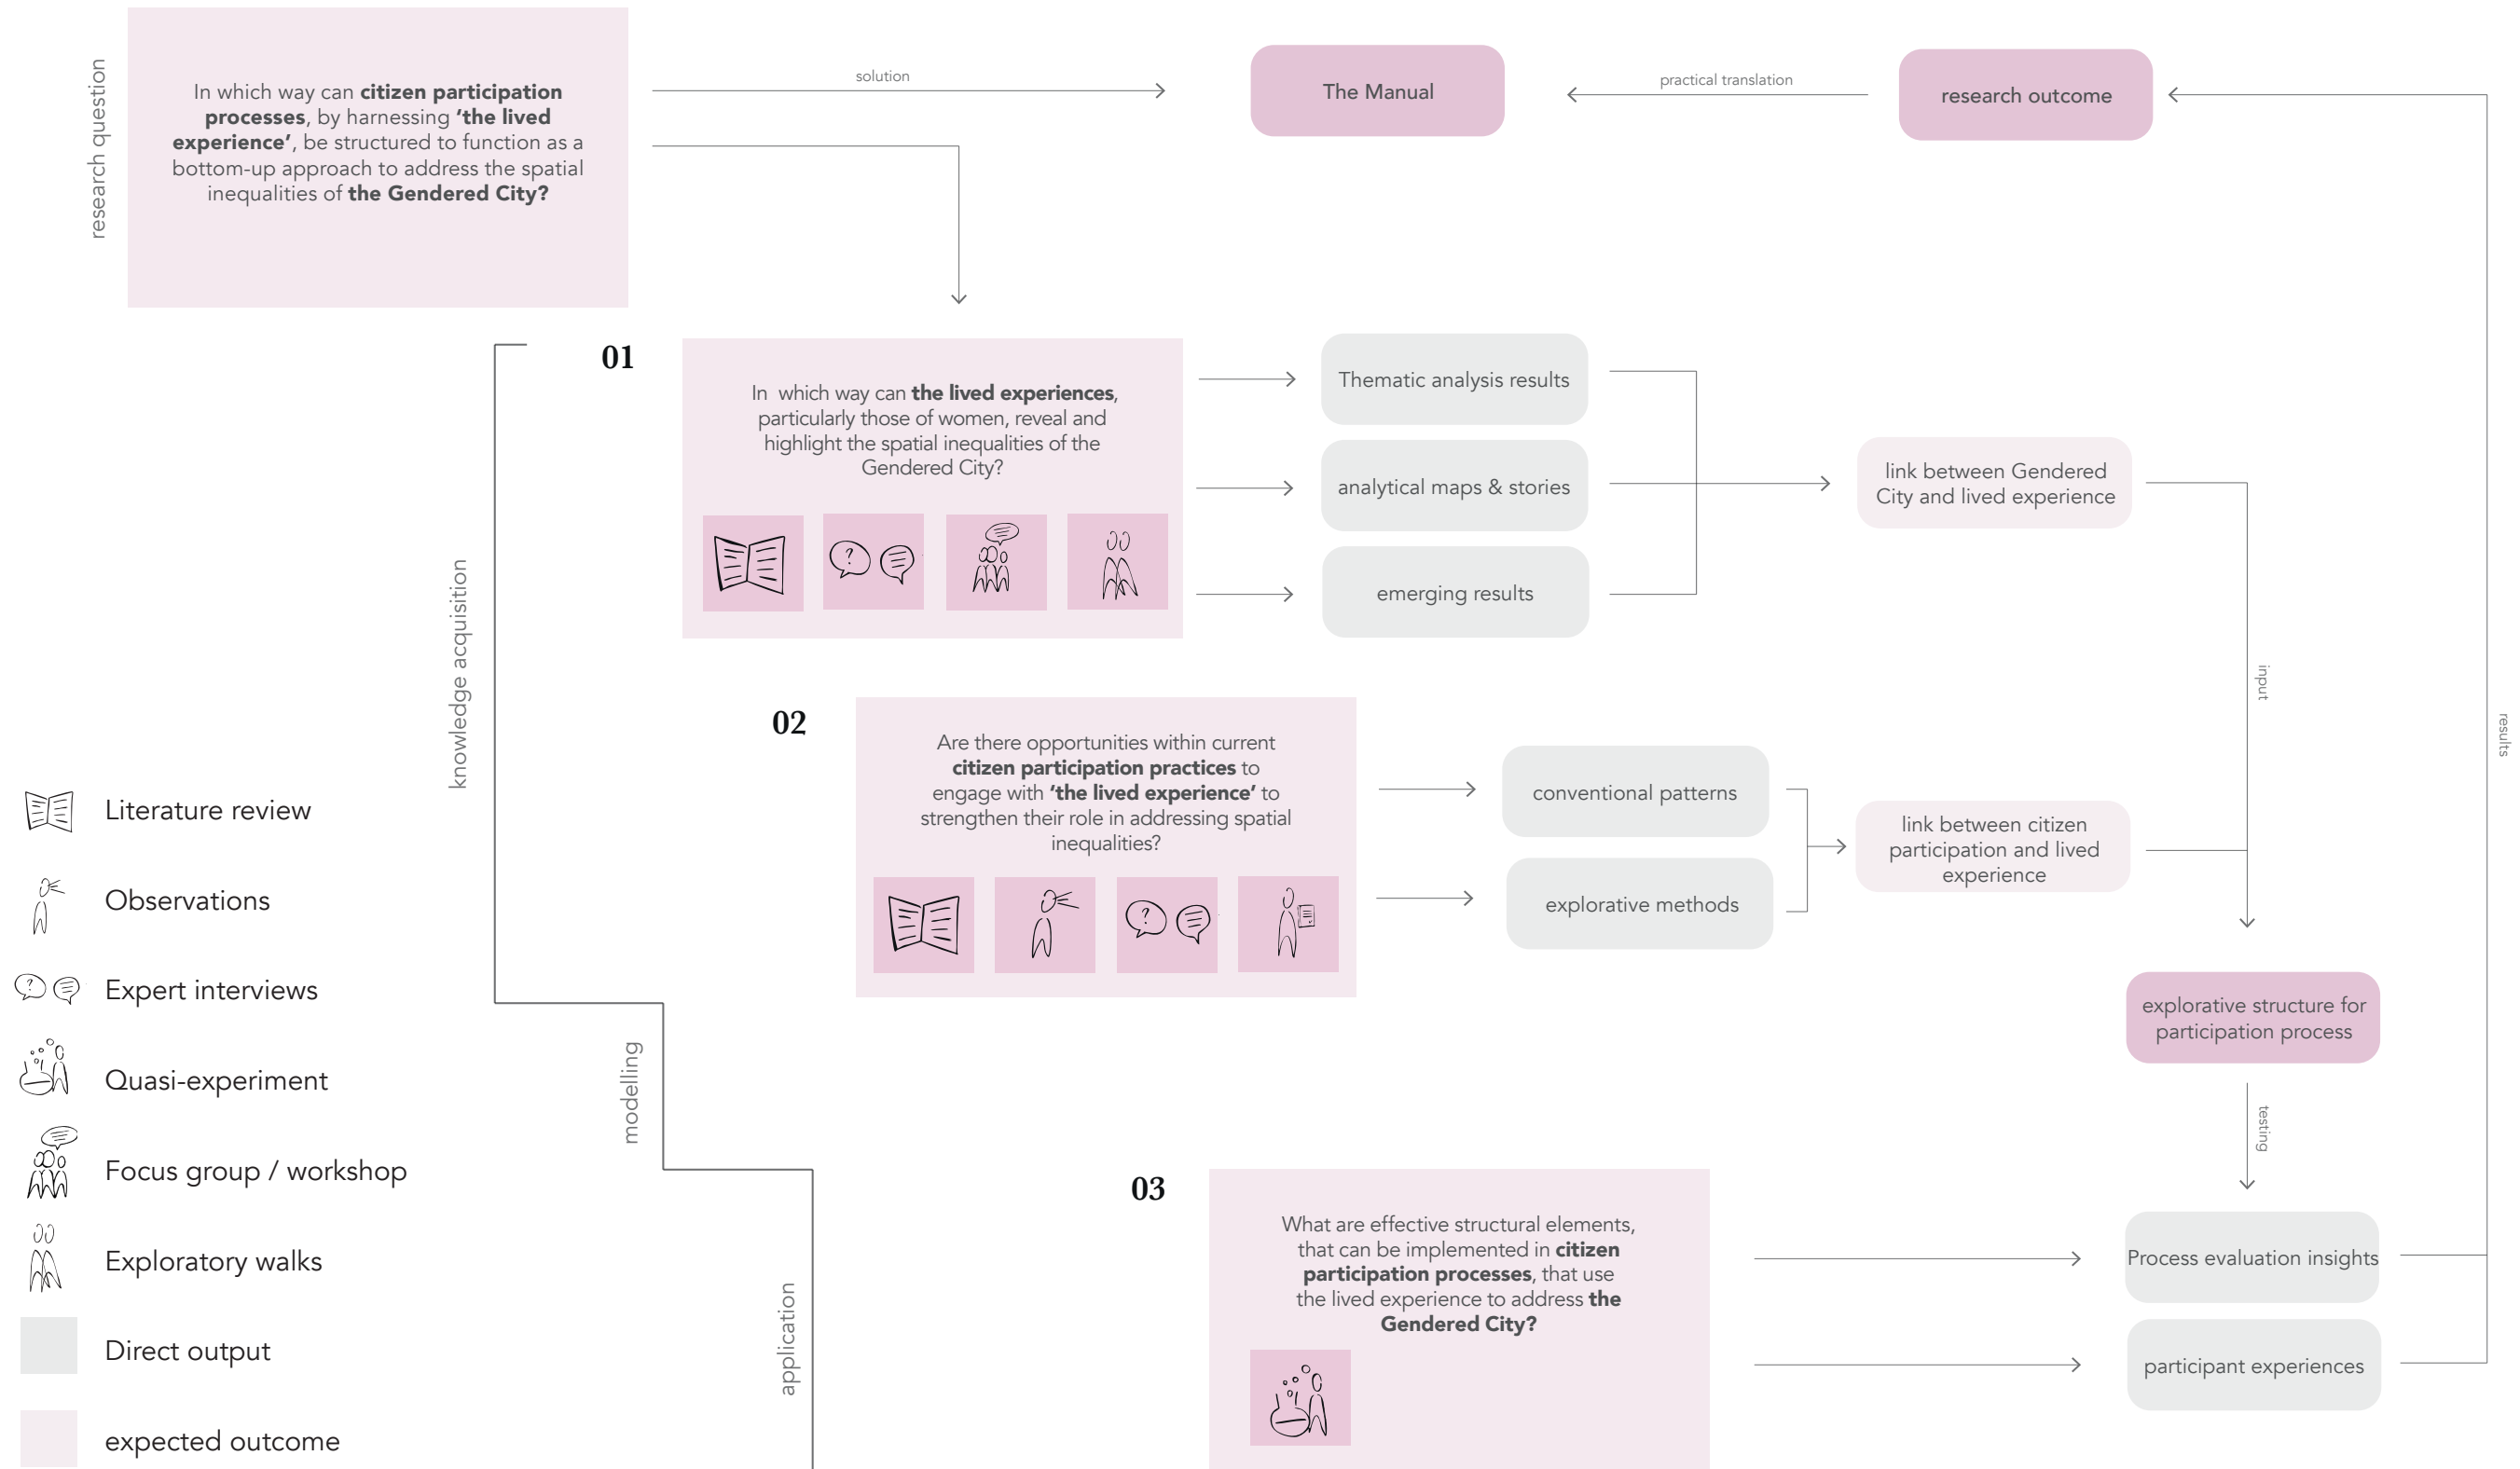 research question
In which way can citizen participation
processes, by harnessing ‘the lived
experience’, be structured to function as a
bottom-up approach to address the spatial
inequalities of the Gendered City?
solution
The Manual
practical translation
research outcome
01
In  which way can the lived experiences,
particularly those of women, reveal and
highlight the spatial inequalities of the
Gendered City?
Thematic analysis results
analytical maps & stories
emerging results
link between Gendered
City and lived experience
knowledge acquisition
input
results
02
Are there opportunities within current
citizen participation practices to
engage with ‘the lived experience’ to
strengthen their role in addressing spatial
inequalities?
conventional patterns
explorative methods
link between citizen
participation and lived
experience
explorative structure for
participation process
modelling
testing
03
What are effective structural elements,
that can be implemented in citizen
participation processes, that use
the lived experience to address the
Gendered City?
Process evaluation insights
participant experiences
application
Literature review
Observations
Expert interviews
Quasi-experiment
Focus group / workshop
Exploratory walks
Direct output
expected outcome